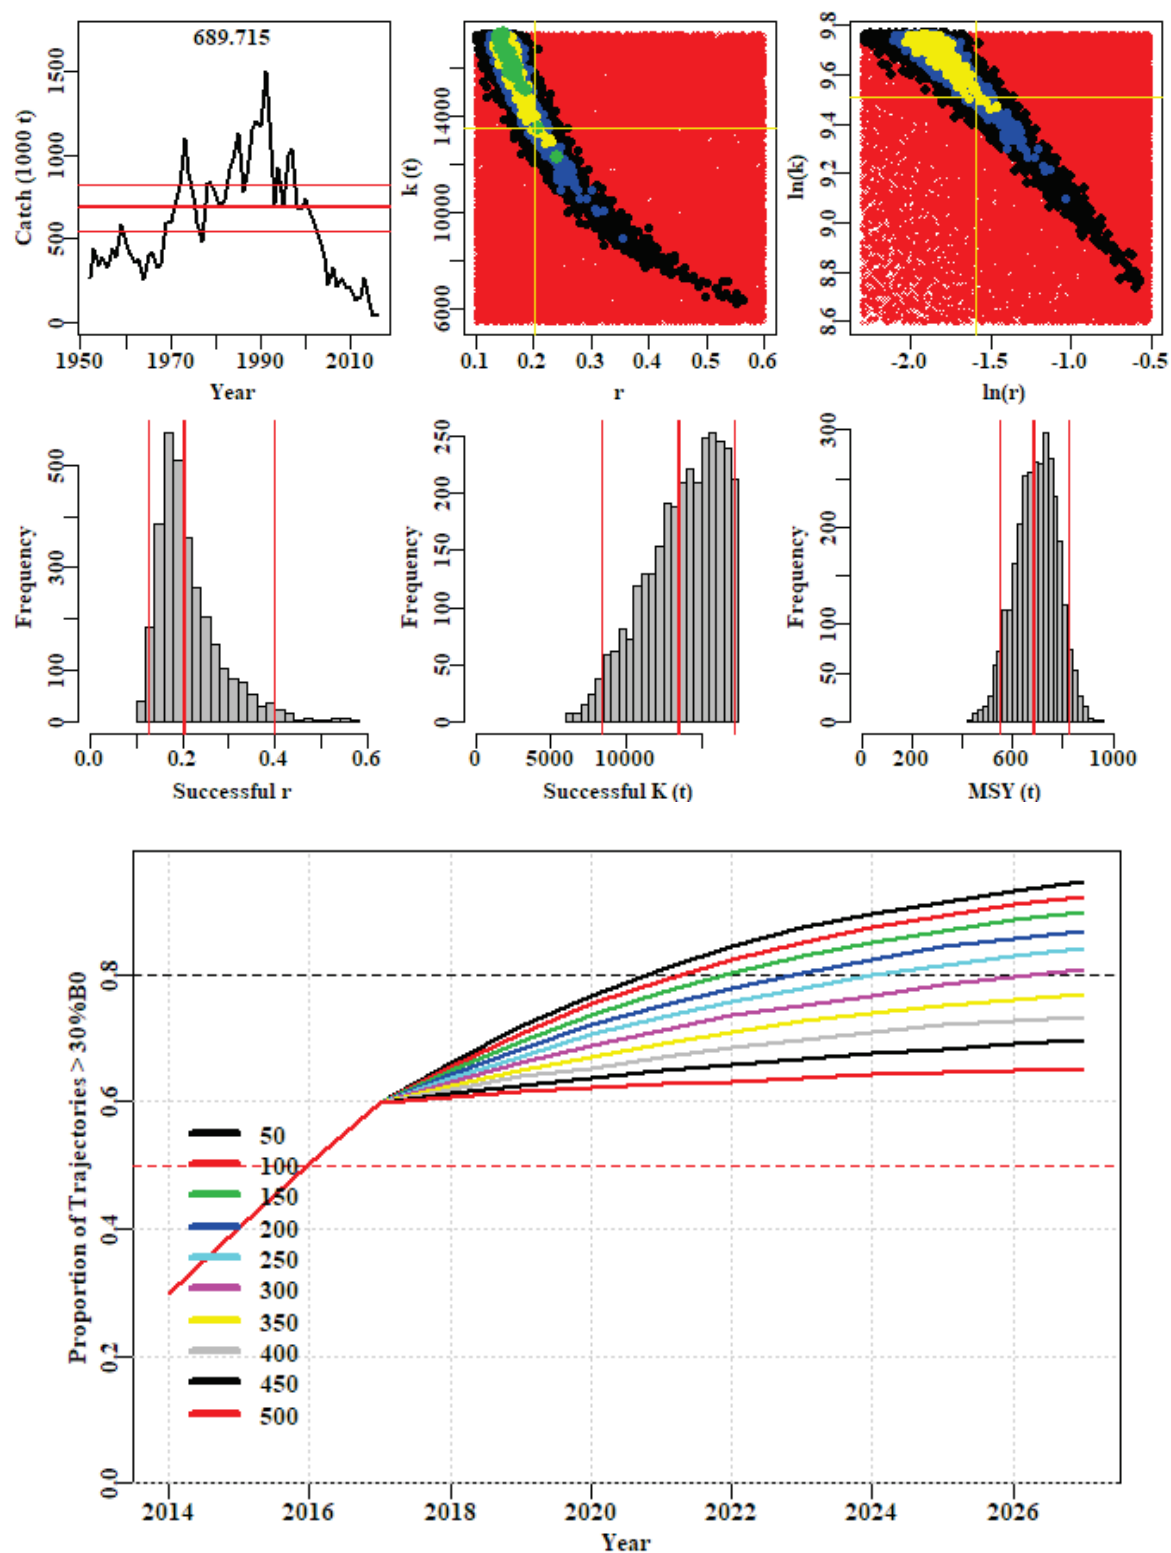 689.715
Catch (1000 t)
0 500 1000 1500
1950 1970 1990 2010
Year
k (t)
6000 10000 14000
0.1 0.2 0.3 0.4 0.5 0.6
r
ln(k)
8.6 8.8 9.0 9.2 9.4 9.6 9.8
-2.0 -1.5 -1.0 -0.5
ln(r)
Frequency
0 100 300 500
0.0 0.2 0.4 0.6
Successful r
Frequency
0 50 100 150 200 250
0 5000 10000
Successful K (t)
Frequency
0 50 100 200 300
0 200 600 1000
MSY (t)
Proportion of Trajectories > 30%B0
0.0 0.2 0.4 0.6 0.8
50
100
150
200
250
300
350
400
450
500
2014 2016 2018 2020 2022 2024 2026
Year